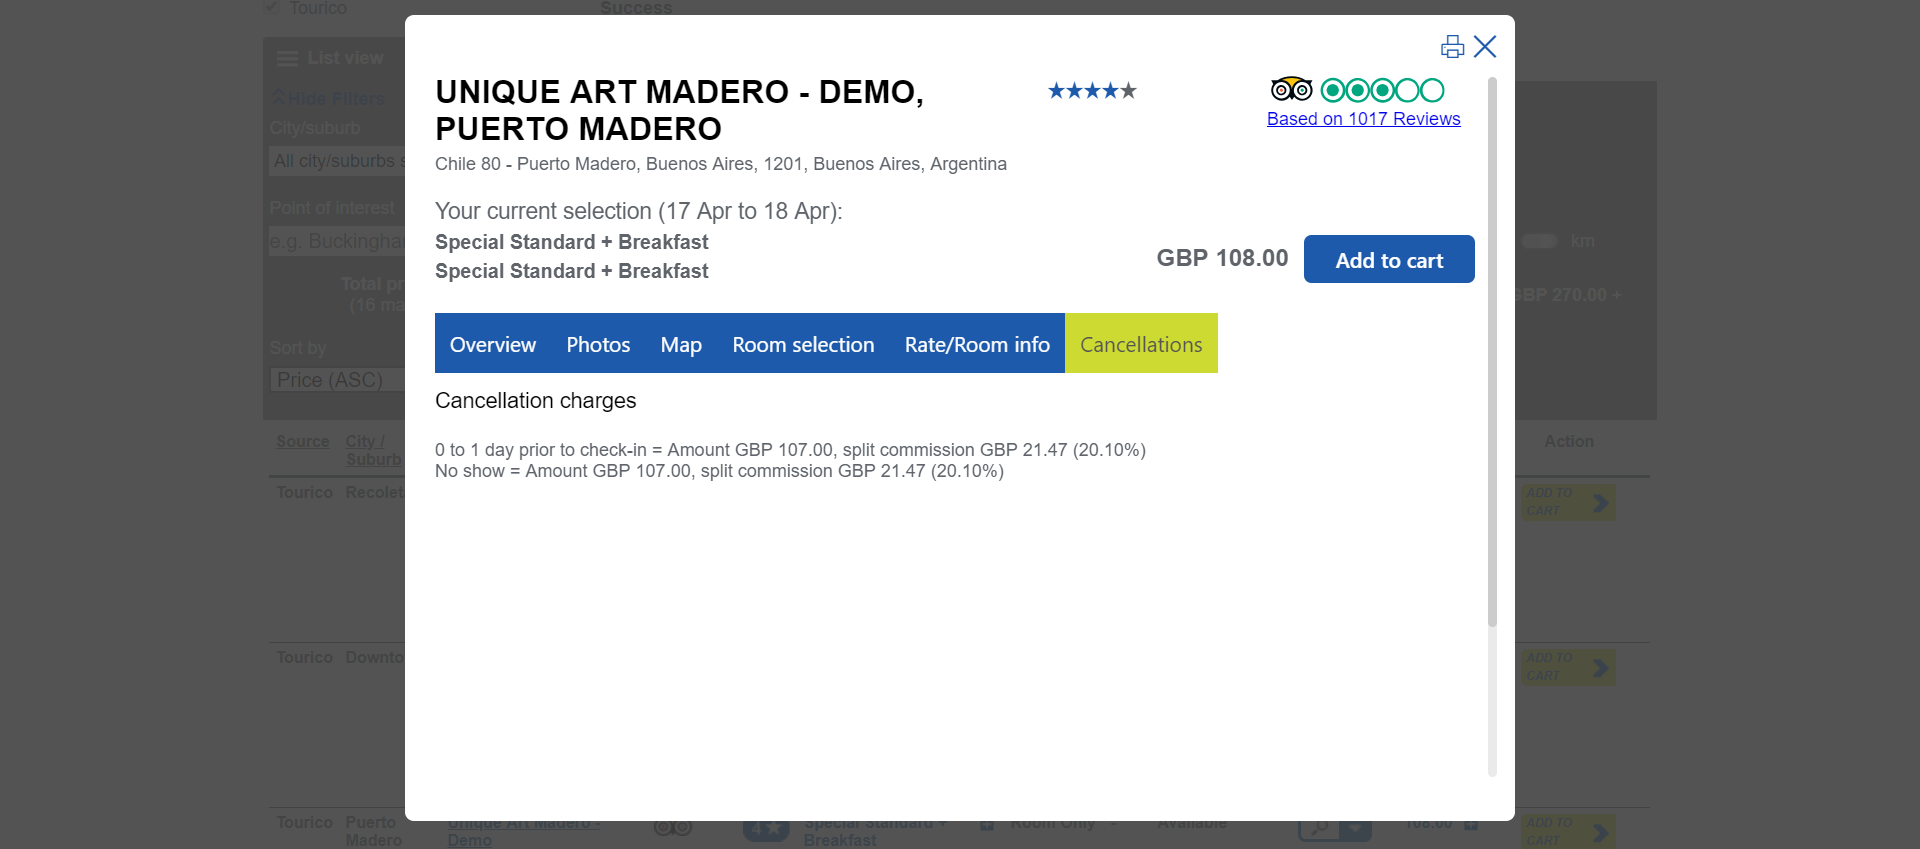 Tourico
Success
List view
Hide Filters
City/suburb
All city/suburbs s
Point of interest
e.g. Buckingha
km
Total pr
(16 ma
GBP 270.00 +
Sort by
Price (ASC)
UNIQUE ART MADERO - DEMO,
PUERTO MADERO
Based on 1017 Reviews
Chile 80 - Puerto Madero, Buenos Aires, 1201, Buenos Aires, Argentina
Your current selection (17 Apr to 18 Apr):
Special Standard + Breakfast
Special Standard + Breakfast
GBP 108.00
Add to cart
Overview Photos Map Room selection Rate/Room info Cancellations
Cancellation charges
0 to 1 day prior to check-in = Amount GBP 107.00, split commission GBP 21.47 (20.10%)
No show = Amount GBP 107.00, split commission GBP 21.47 (20.10%)
Source City /
Suburb
Action
Tourico Recolet
ADD TO
CART
Tourico Downto
ADD TO
CART
Tourico Puerto
Madero
Unique Art Madero -
Demo
4
Special Standard +
Breakfast
Room Only -
Available
108.00
ADD TO
CART